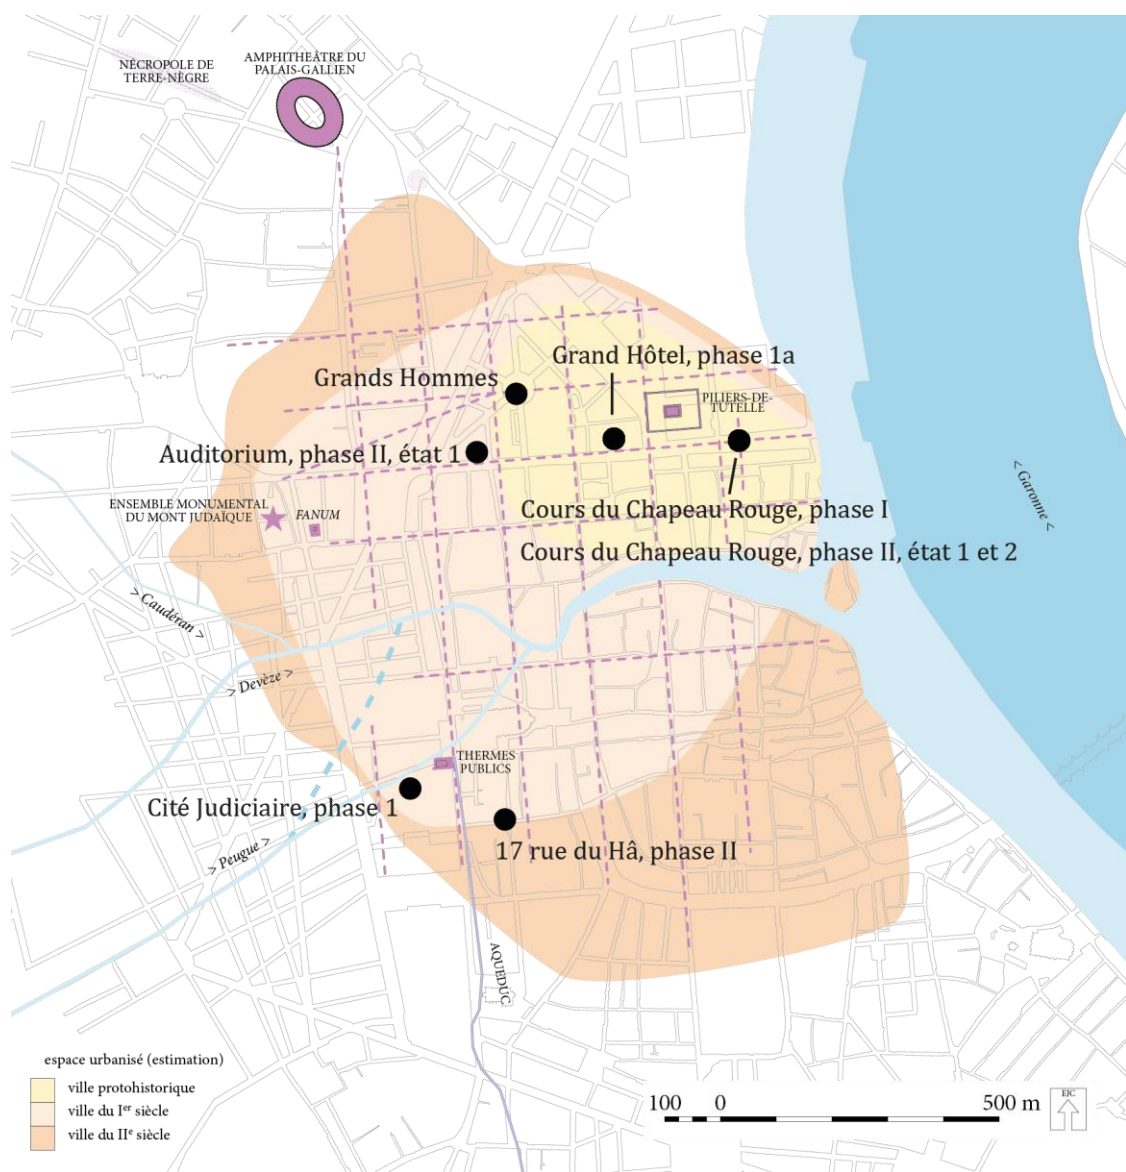 NÉCROPOLE DE
TERRE-NÈGRE
AMPHITHÉÂTRE DU
PALAIS-GALLIEN
Grand Hôtel, phase 1a
Grands Hommes
PILIERS-DE-
TUTELLE
Auditorium, phase II, état 1
ENSEMBLE MONUMENTAL
DU MONT JUDAÏQUE
FANUM
Cours du Chapeau Rouge, phase I
Cours du Chapeau Rouge, phase II, état 1 et 2
< Garonne <
> Caudéran >
> Devèze >
THERMES
PUBLICS
Cité Judiciaire, phase 1
17 rue du Hâ, phase II
> Peugue >
AQUEDUC
espace urbanisé (estimation)
ville protohistorique
ville du Ier siècle
ville du IIe siècle
100 0 500 m
EJC